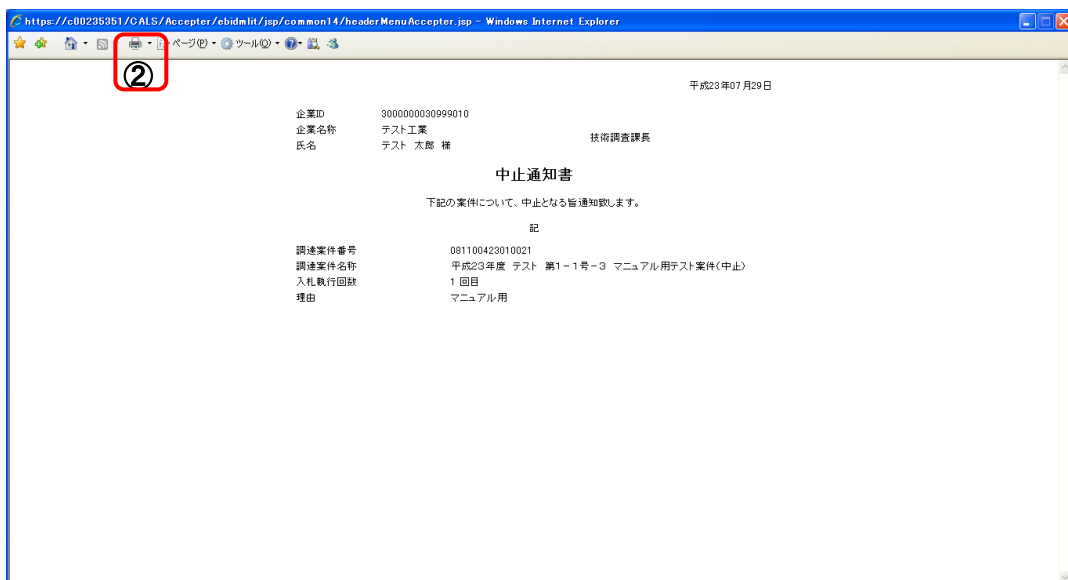 https://c00235351/CALS/Accepter/ebidmlit/jsp/common14/headerMenuAccepter.jsp - Windows Internet Explorer
ページ(P) ツール(O)
②
平成23年07月29日
企業ID 3000000030999010
企業名称 テスト工業
氏名 テスト 太郎 様
技術調査課長
中止通知書
下記の案件について、中止となる旨通知致します。
記
調達案件番号 081100423010021
調達案件名称 平成23年度 テスト 第1-1号-3 マニュアル用テスト案件(中止)
入札執行回数 1 回目
理由 マニュアル用